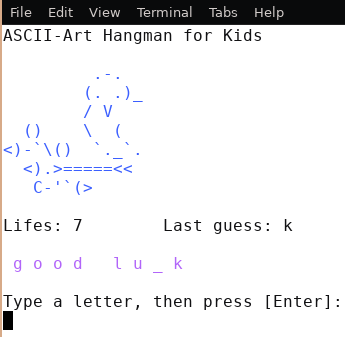 File Edit View Terminal Tabs Help
ASCII-Art Hangman for Kids
         .-.
        (. .)_
        / V
  ()    \  (
<)-`\()  `._`.
  <).>=====<<
   C-'`(>
Lifes: 7        Last guess: k
 g o o d   l u _ k
Type a letter, then press [Enter]: